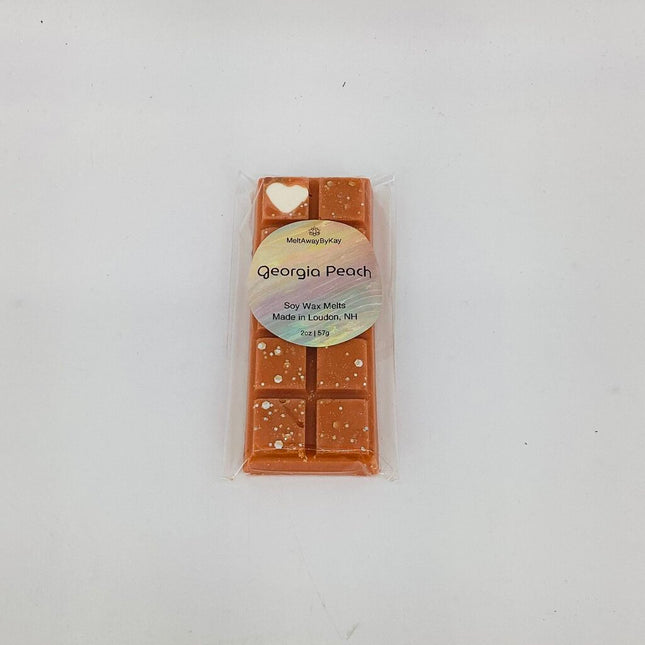 MeltAwayByKay
Georgia Peach
Soy Wax Melts
Made in Loudon, NH
2oz | 57g